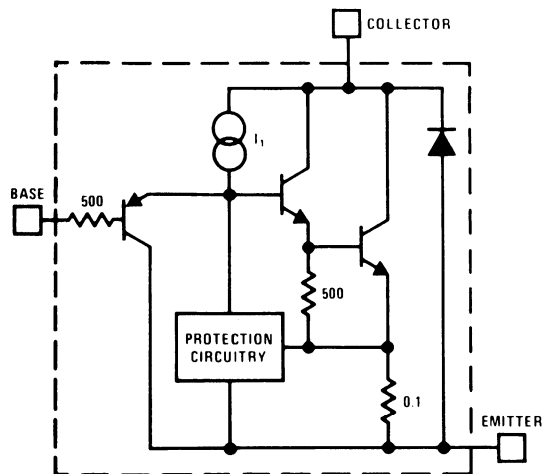 COLLECTOR
I₁
BASE
500
500
PROTECTION
CIRCUITRY
0.1
EMITTER